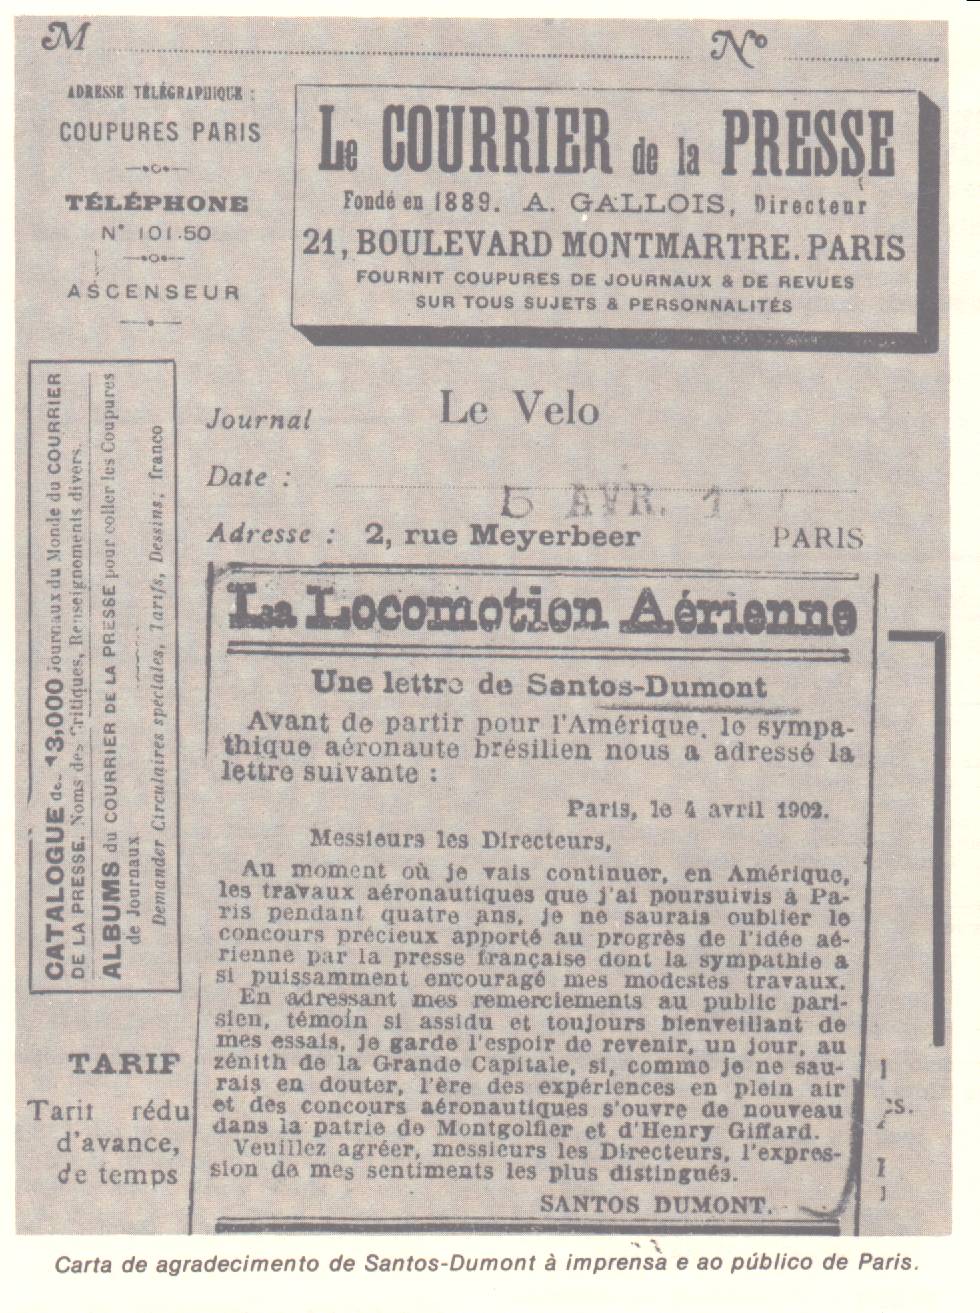 M Nº
ADRESSE TÉLÉGRAPHIQUE :
COUPURES PARIS
TÉLÉPHONE
N° 101.50
ASCENSEUR
Le COURRIER de la PRESSE
Fondé en 1889. A. GALLOIS, Directeur
21, BOULEVARD MONTMARTRE. PARIS
FOURNIT COUPURES DE JOURNAUX & DE REVUES
SUR TOUS SUJETS & PERSONNALITÉS
CATALOGUE de 13,000 Journaux du Monde du COURRIER
DE LA PRESSE. Noms des Critiques, Renseignements divers.
ALBUMS du COURRIER DE LA PRESSE pour coller les Coupures
de Journaux
Demander Circulaires spéciales, Tarifs, Dessins; franco
Journal Le Velo
Date : 5 AVR.
Adresse : 2, rue Meyerbeer PARIS
La Locomotion Aérienne
Une lettre de Santos-Dumont
Avant de partir pour l'Amérique, le sympa-
thique aéronaute brésilien nous a adressé la
lettre suivante :
Paris, le 4 avril 1902.
Messieurs les Directeurs,
Au moment où je vais continuer, en Amérique,
les travaux aéronautiques que j'ai poursuivis à Pa-
ris pendant quatre ans, je ne saurais oublier le
concours précieux apporté au progrès de l'idée aé-
rienne par la presse française dont la sympathie a
si puissamment encouragé mes modestes travaux.
En adressant mes remerciements au public pari-
sien, témoin si assidu et toujours bienveillant de
mes essais, je garde l'espoir de revenir, un jour, au
zénith de la Grande Capitale, si, comme je ne sau-
rais en douter, l'ère des expériences en plein air
et des concours aéronautiques s'ouvre de nouveau
dans la patrie de Montgolfier et d'Henry Giffard.
Veuillez agréer, messieurs les Directeurs, l'expres-
sion de mes sentiments les plus distingués.
SANTOS DUMONT.
TARIF
Tarif rédu
d'avance,
de temps
Carta de agradecimento de Santos-Dumont à imprensa e ao público de Paris.